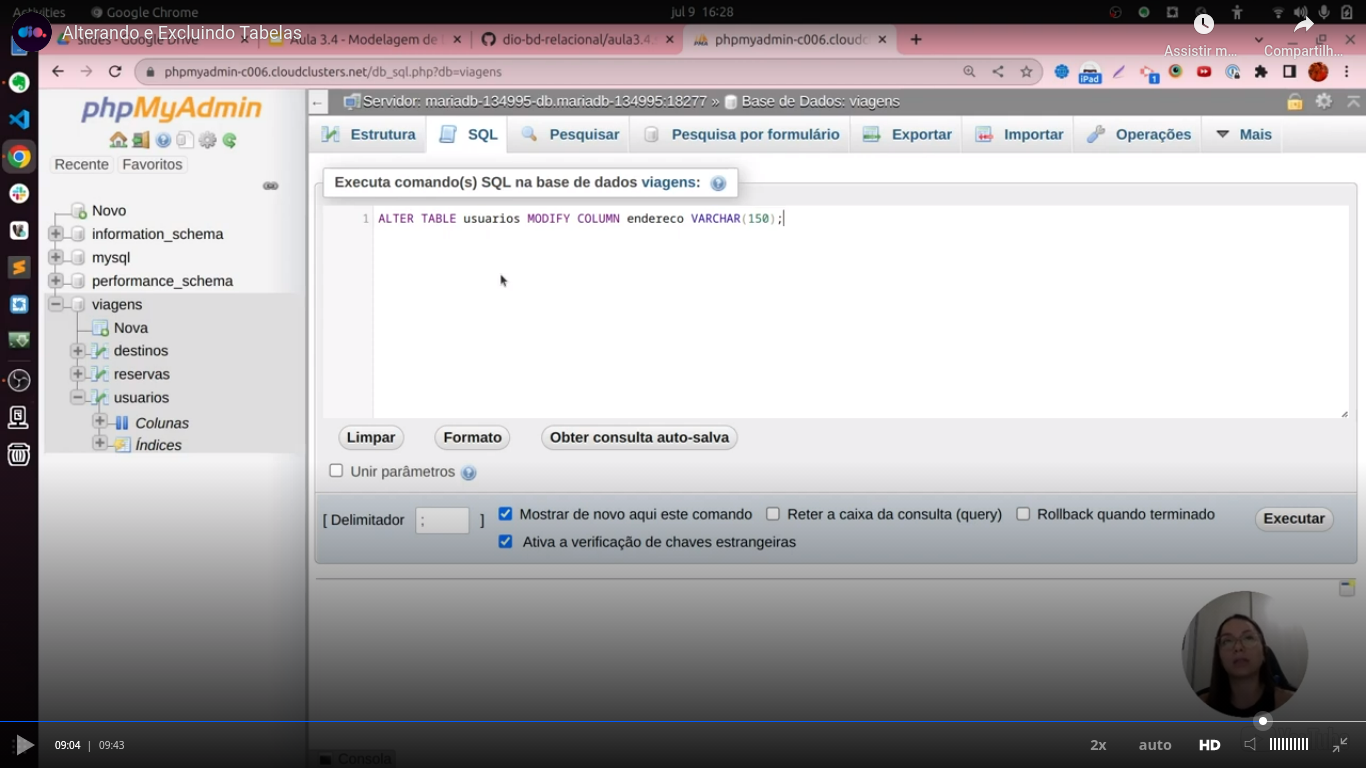 Activities
Google Chrome
Jul 9 16:28
dio.
Alterando e Excluindo Tabelas
Assistir m...
Compartilh...
slides - Google Drive
Aula 3.4 - Modelagem de
dio-bd-relacional/aula3.4.
phpmyadmin-c006.cloudc
phpmyadmin-c006.cloudclusters.net/db_sql.php?db=viagens
iPad
1
phpMyAdmin
Recente
Favoritos
Novo
information_schema
mysql
performance_schema
viagens
Nova
destinos
reservas
usuarios
Colunas
Índices
Servidor: mariadb-134995-db.mariadb-134995:18277 » Base de Dados: viagens
Estrutura
SQL
Pesquisar
Pesquisa por formulário
Exportar
Importar
Operações
Mais
Executa comando(s) SQL na base de dados viagens:
1 ALTER TABLE usuarios MODIFY COLUMN endereco VARCHAR(150);
Limpar
Formato
Obter consulta auto-salva
Unir parâmetros
[ Delimitador ; ]
Mostrar de novo aqui este comando
Reter a caixa da consulta (query)
Rollback quando terminado
Ativa a verificação de chaves estrangeiras
Executar
09:04 | 09:43
2x
auto
HD
Consola